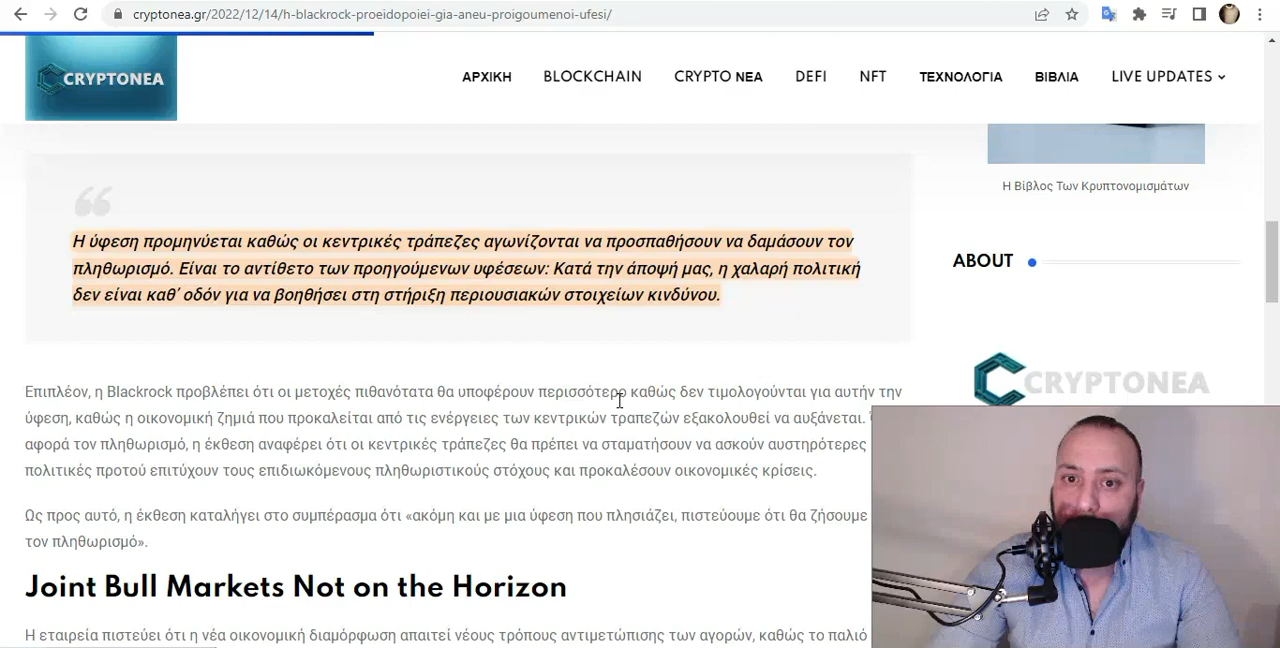 cryptonea.gr/2022/12/14/h-blackrock-proeidopoiei-gia-aneu-proigoumenoi-ufesi/
CRYPTONEA
ΑΡΧΙΚΗ BLOCKCHAIN CRYPTO ΝΕΑ DEFI NFT ΤΕΧΝΟΛΟΓΙΑ ΒΙΒΛΙΑ LIVE UPDATES
Η Βίβλος Των Κρυπτονομισμάτων
Η ύφεση προμηνύεται καθώς οι κεντρικές τράπεζες αγωνίζονται να προσπαθήσουν να δαμάσουν τον
πληθωρισμό. Είναι το αντίθετο των προηγούμενων υφέσεων: Κατά την άποψή μας, η χαλαρή πολιτική
δεν είναι καθ’ οδόν για να βοηθήσει στη στήριξη περιουσιακών στοιχείων κινδύνου.
ABOUT
CRYPTONEA
Επιπλέον, η Blackrock προβλέπει ότι οι μετοχές πιθανότατα θα υποφέρουν περισσότερο καθώς δεν τιμολογούνται για αυτήν την
ύφεση, καθώς η οικονομική ζημιά που προκαλείται από τις ενέργειες των κεντρικών τραπεζών εξακολουθεί να αυξάνεται.
αφορά τον πληθωρισμό, η έκθεση αναφέρει ότι οι κεντρικές τράπεζες θα πρέπει να σταματήσουν να ασκούν αυστηρότερες
πολιτικές προτού επιτύχουν τους επιδιωκόμενους πληθωριστικούς στόχους και προκαλέσουν οικονομικές κρίσεις.
Ως προς αυτό, η έκθεση καταλήγει στο συμπέρασμα ότι «ακόμη και με μια ύφεση που πλησιάζει, πιστεύουμε ότι θα ζήσουμε
τον πληθωρισμό».
Joint Bull Markets Not on the Horizon
Η εταιρεία πιστεύει ότι η νέα οικονομική διαμόρφωση απαιτεί νέους τρόπους αντιμετώπισης των αγορών, καθώς το παλιό